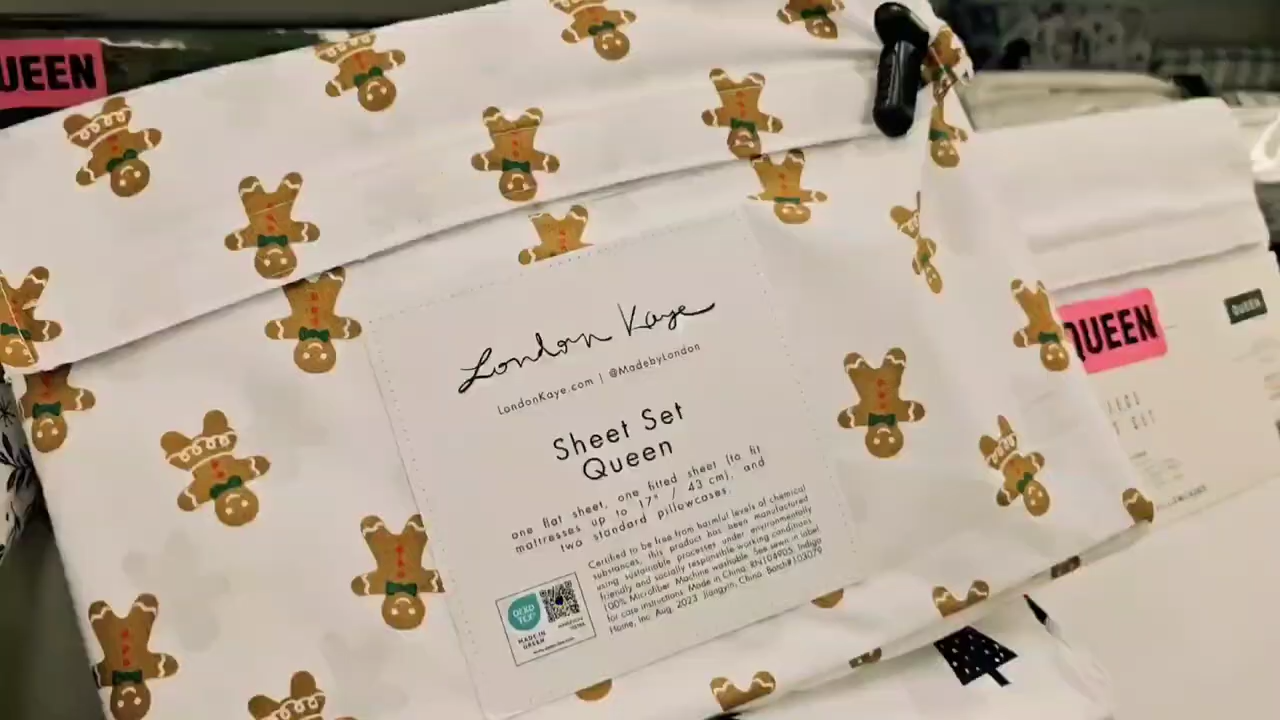 UEEN
London Kaye
LondonKaye.com | @MadebyLondon
Sheet Set
Queen
one flat sheet, one fitted sheet (to fit
mattresses up to 17" / 43 cm), and
two standard pillowcases.
Certified to be free from harmful levels of chemical
substances, this product has been manufactured
using sustainable processes under environmentally
friendly and socially responsible working conditions
100% Microfiber. Machine washable. See sewn in label
for care instructions. Made in China. RN104905. Indigo
Home, Inc. Aug. 2023. Jiangyin, China. Batch#103079
OEKO
TEX
MADE IN
GREEN
QUEEN
QUEEN